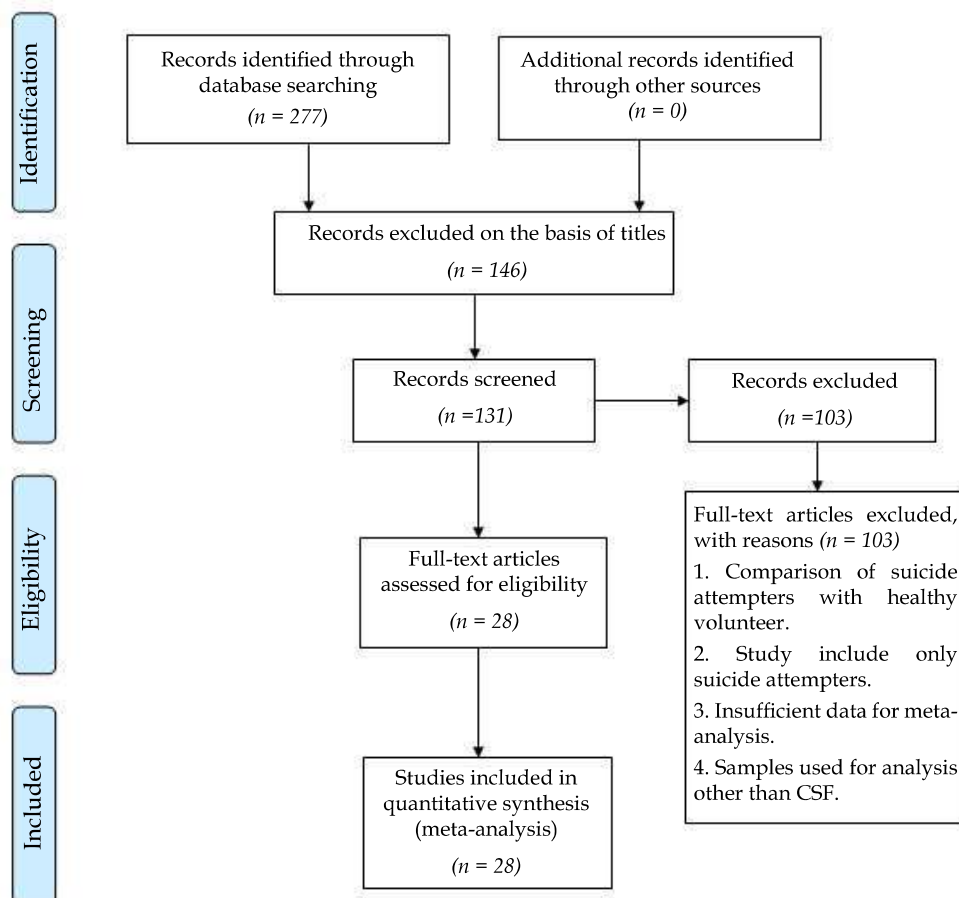 Identification
Records identified through
database searching
(n = 277)
Additional records identified
through other sources
(n = 0)
Records excluded on the basis of titles
(n = 146)
Screening
Records screened
(n =131)
Records excluded
(n =103)
Eligibility
Full-text articles
assessed for eligibility
(n = 28)
Full-text articles excluded,
with reasons (n = 103)
1. Comparison of suicide
attempters with healthy
volunteer.
2. Study include only
suicide attempters.
3. Insufficient data for meta-
analysis.
4. Samples used for analysis
other than CSF.
Included
Studies included in
quantitative synthesis
(meta-analysis)
(n = 28)